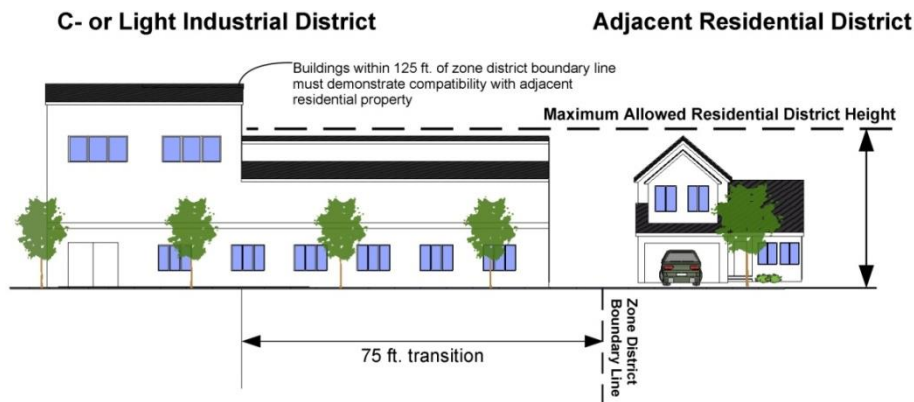 C- or Light Industrial District
Adjacent Residential District
Buildings within 125 ft. of zone district boundary line
must demonstrate compatibility with adjacent
residential property
Maximum Allowed Residential District Height
75 ft. transition
Zone District
Boundary Line